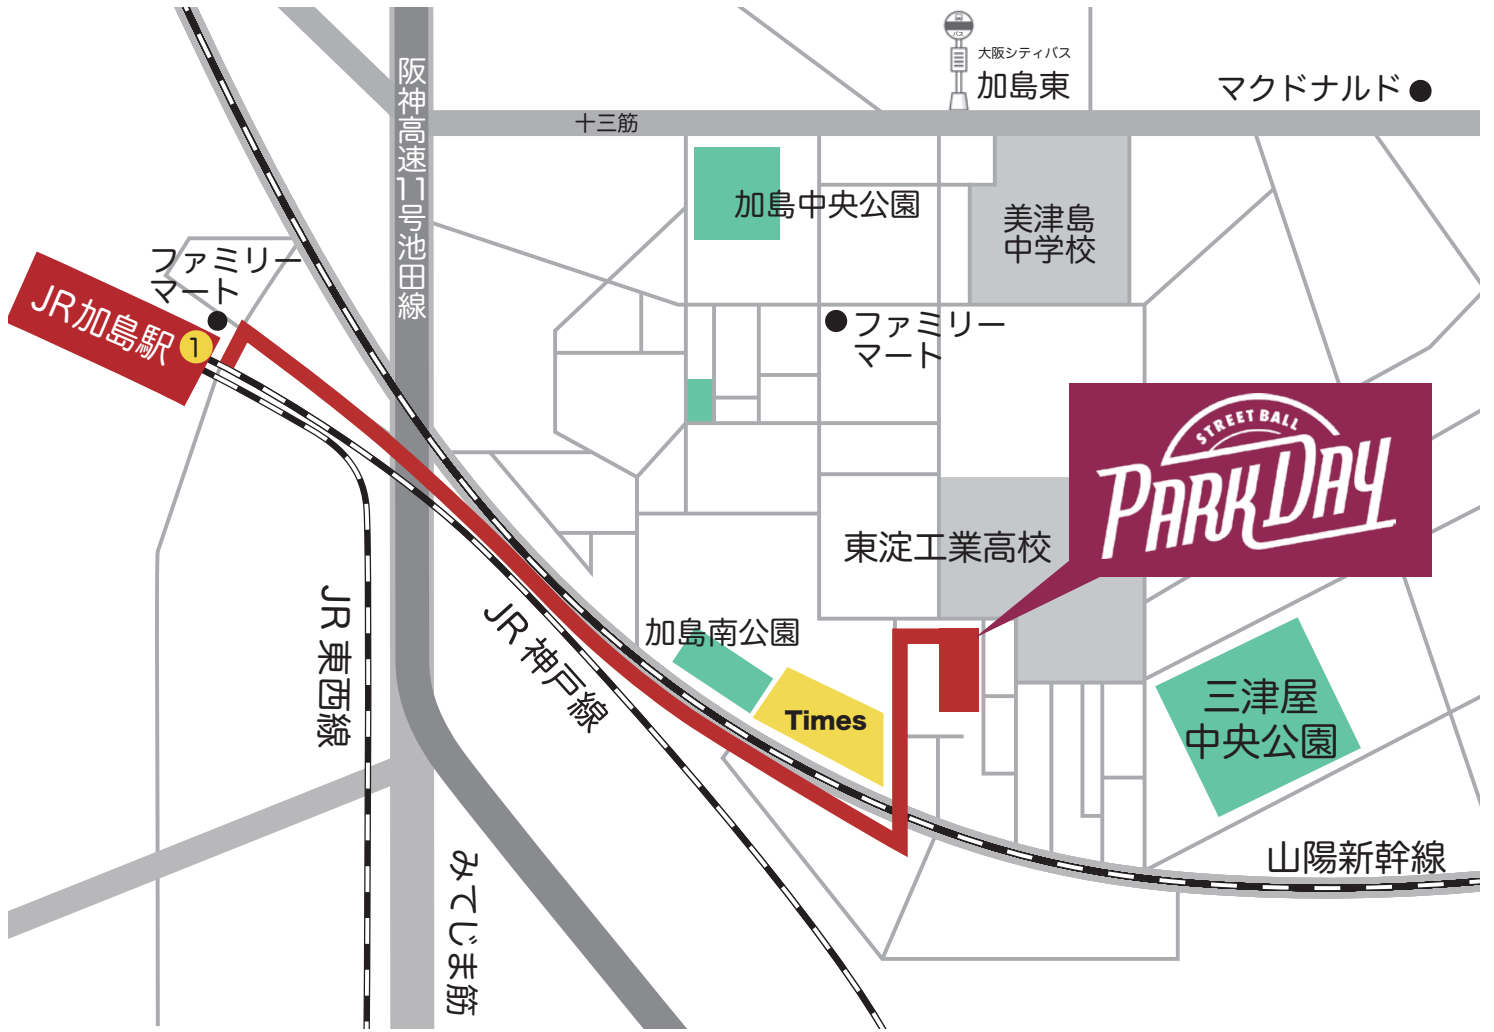 バス
大阪シティバス
加島東
マクドナルド
十三筋
阪神高速11号池田線
加島中央公園
美津島
中学校
ファミリー
マート
JR加島駅
1
ファミリー
マート
STREET BALL
PARK DAY
東淀工業高校
加島南公園
JR東西線
JR神戸線
Times
三津屋
中央公園
山陽新幹線
みてじま筋